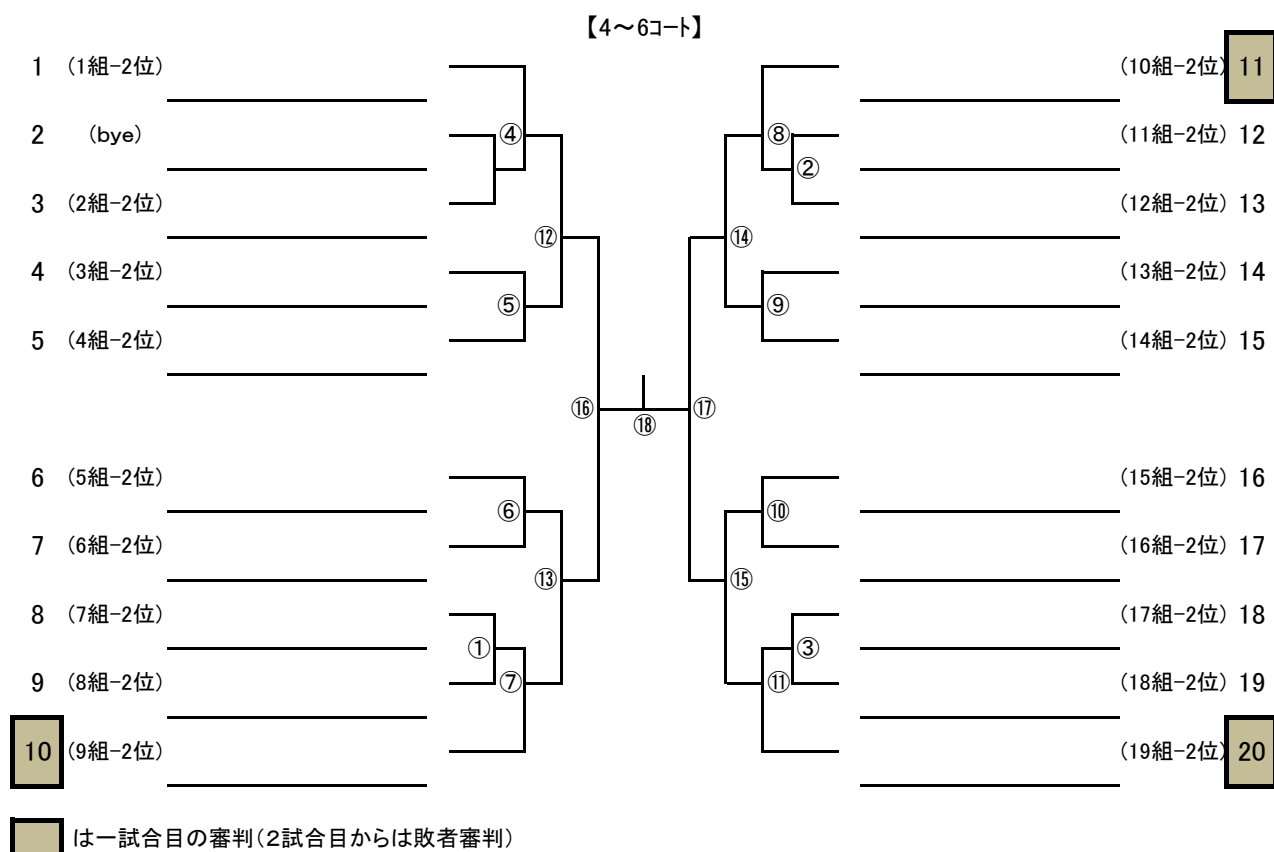 【4～6コート】
1 (1組-2位)
2 (bye)
3 (2組-2位)
4 (3組-2位)
5 (4組-2位)
6 (5組-2位)
7 (6組-2位)
8 (7組-2位)
9 (8組-2位)
10 (9組-2位)
④
⑫
⑤
⑯
⑥
⑬
①
⑦
⑱
⑧
②
⑭
⑨
⑰
⑩
⑮
③
⑪
(10組-2位) 11
(11組-2位) 12
(12組-2位) 13
(13組-2位) 14
(14組-2位) 15
(15組-2位) 16
(16組-2位) 17
(17組-2位) 18
(18組-2位) 19
(19組-2位) 20
は一試合目の審判(2試合目からは敗者審判)